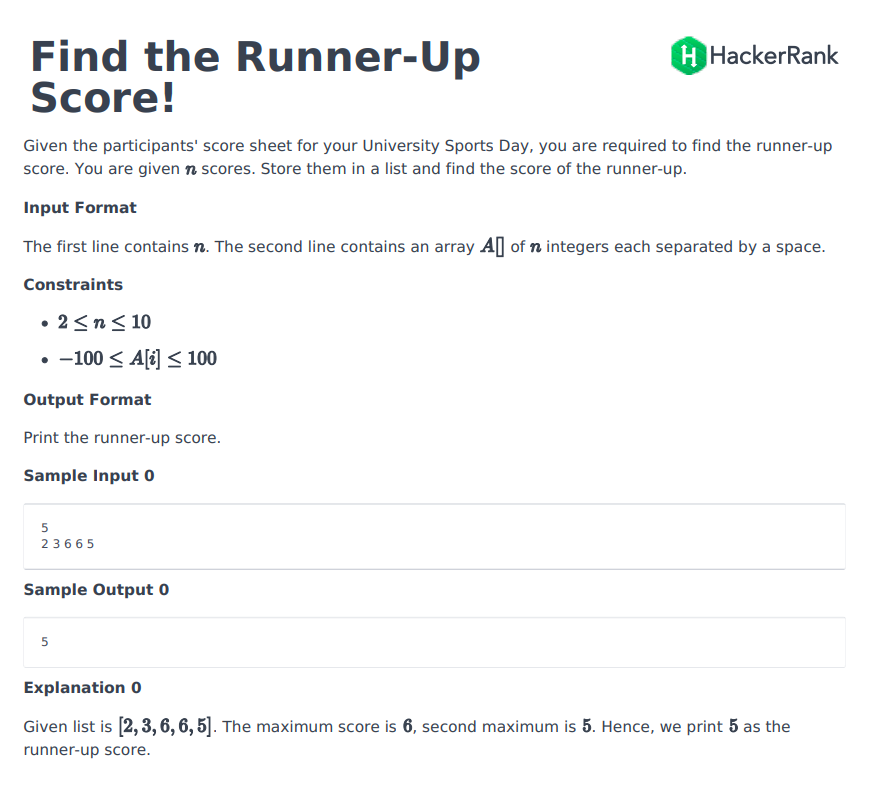 Find the Runner-Up
Score!
HackerRank
Given the participants' score sheet for your University Sports Day, you are required to find the runner-up
score. You are given n scores. Store them in a list and find the score of the runner-up.
Input Format
The first line contains n. The second line contains an array A[] of n integers each separated by a space.
Constraints
• 2 ≤ n ≤ 10
• −100 ≤ A[i] ≤ 100
Output Format
Print the runner-up score.
Sample Input 0
5
2 3 6 6 5
Sample Output 0
5
Explanation 0
Given list is [2, 3, 6, 6, 5]. The maximum score is 6, second maximum is 5. Hence, we print 5 as the
runner-up score.